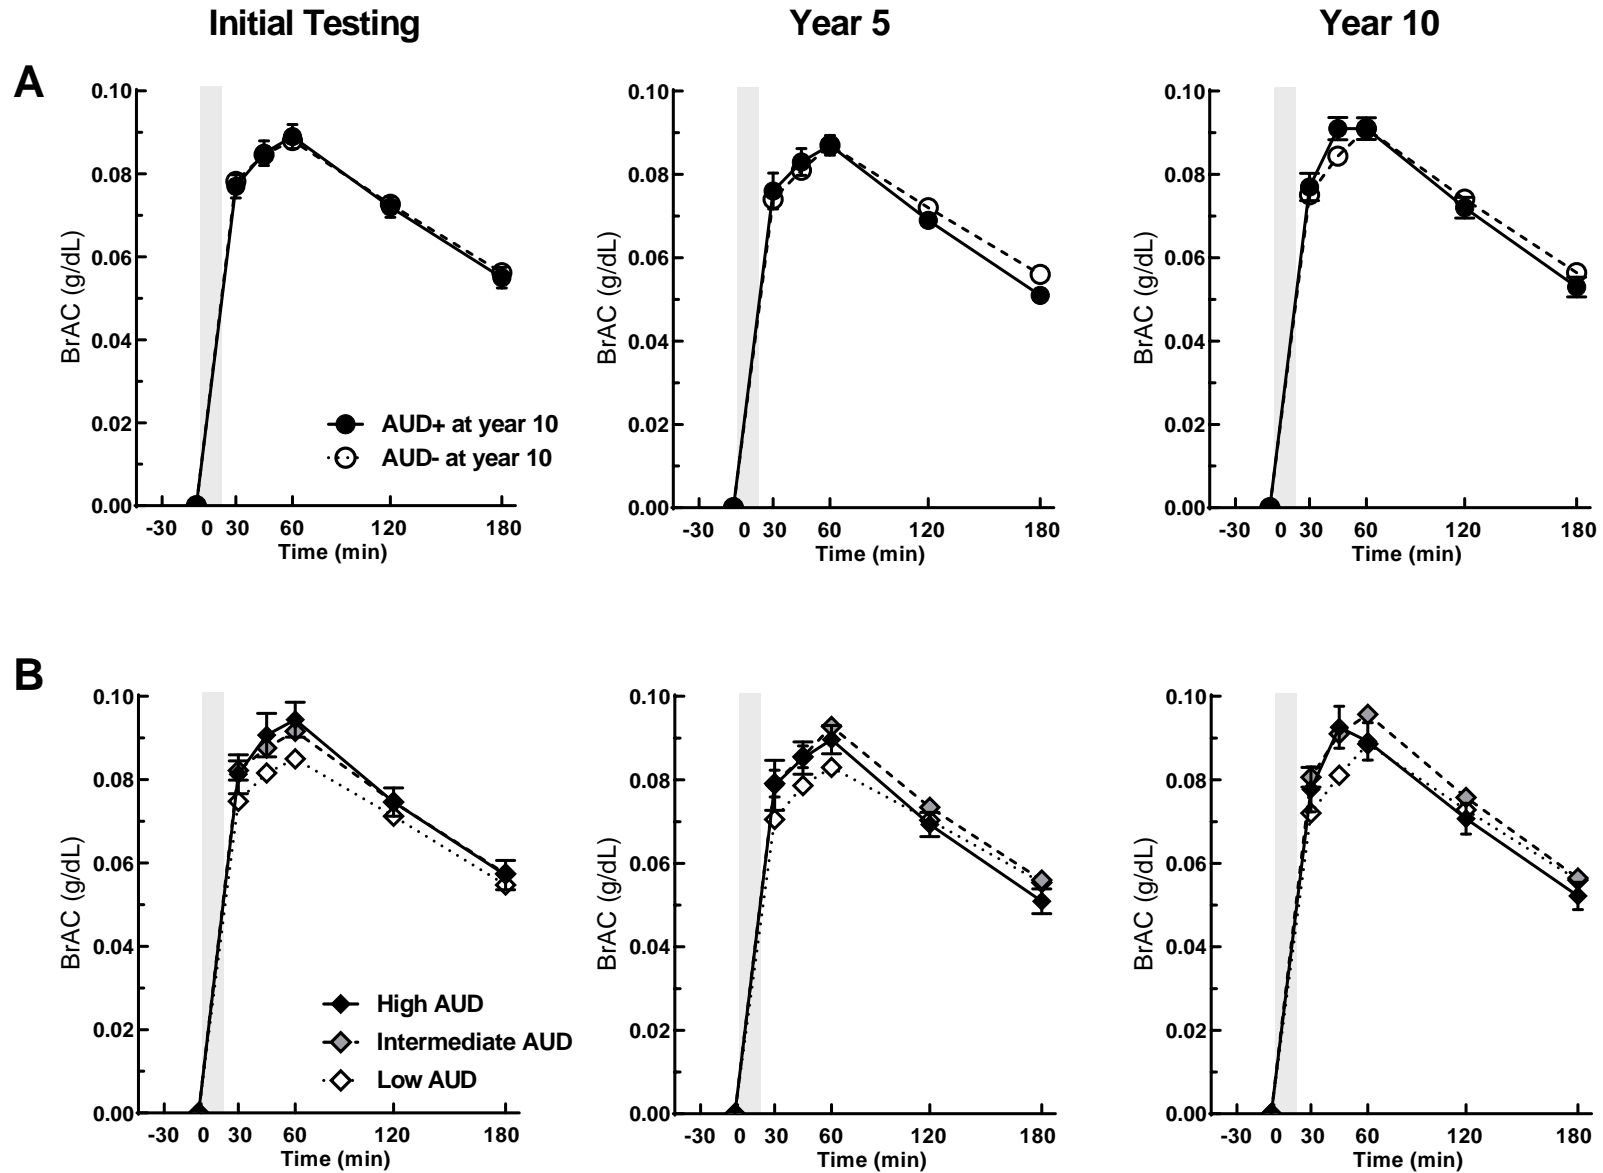 Initial Testing
Year 5
Year 10
A
0.10
0.08
0.06
0.04
0.02
0.00
BrAC (g/dL)
AUD+ at year 10
AUD- at year 10
-30 0 30 60 120 180
Time (min)
0.10
0.08
0.06
0.04
0.02
0.00
BrAC (g/dL)
-30 0 30 60 120 180
Time (min)
0.10
0.08
0.06
0.04
0.02
0.00
BrAC (g/dL)
-30 0 30 60 120 180
Time (min)
B
0.10
0.08
0.06
0.04
0.02
0.00
BrAC (g/dL)
High AUD
Intermediate AUD
Low AUD
-30 0 30 60 120 180
Time (min)
0.10
0.08
0.06
0.04
0.02
0.00
BrAC (g/dL)
-30 0 30 60 120 180
Time (min)
0.10
0.08
0.06
0.04
0.02
0.00
BrAC (g/dL)
-30 0 30 60 120 180
Time (min)